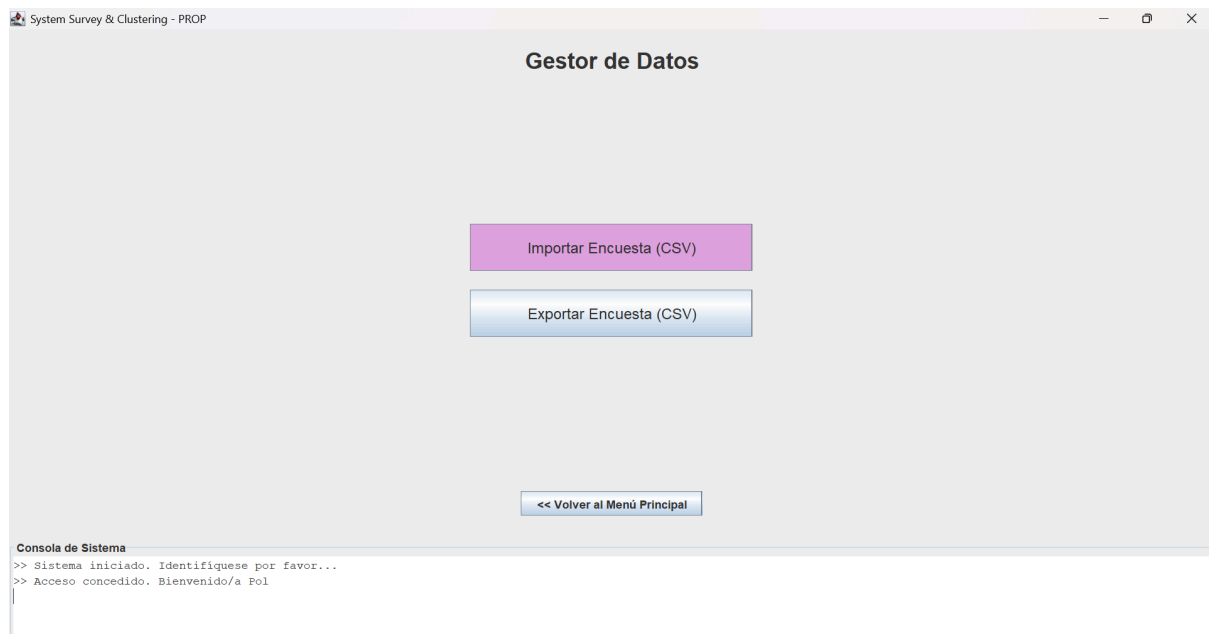 System Survey & Clustering - PROP
Gestor de Datos
Importar Encuesta (CSV)
Exportar Encuesta (CSV)
<< Volver al Menú Principal
Consola de Sistema
>> Sistema iniciado. Identifíquese por favor...
>> Acceso concedido. Bienvenido/a Pol